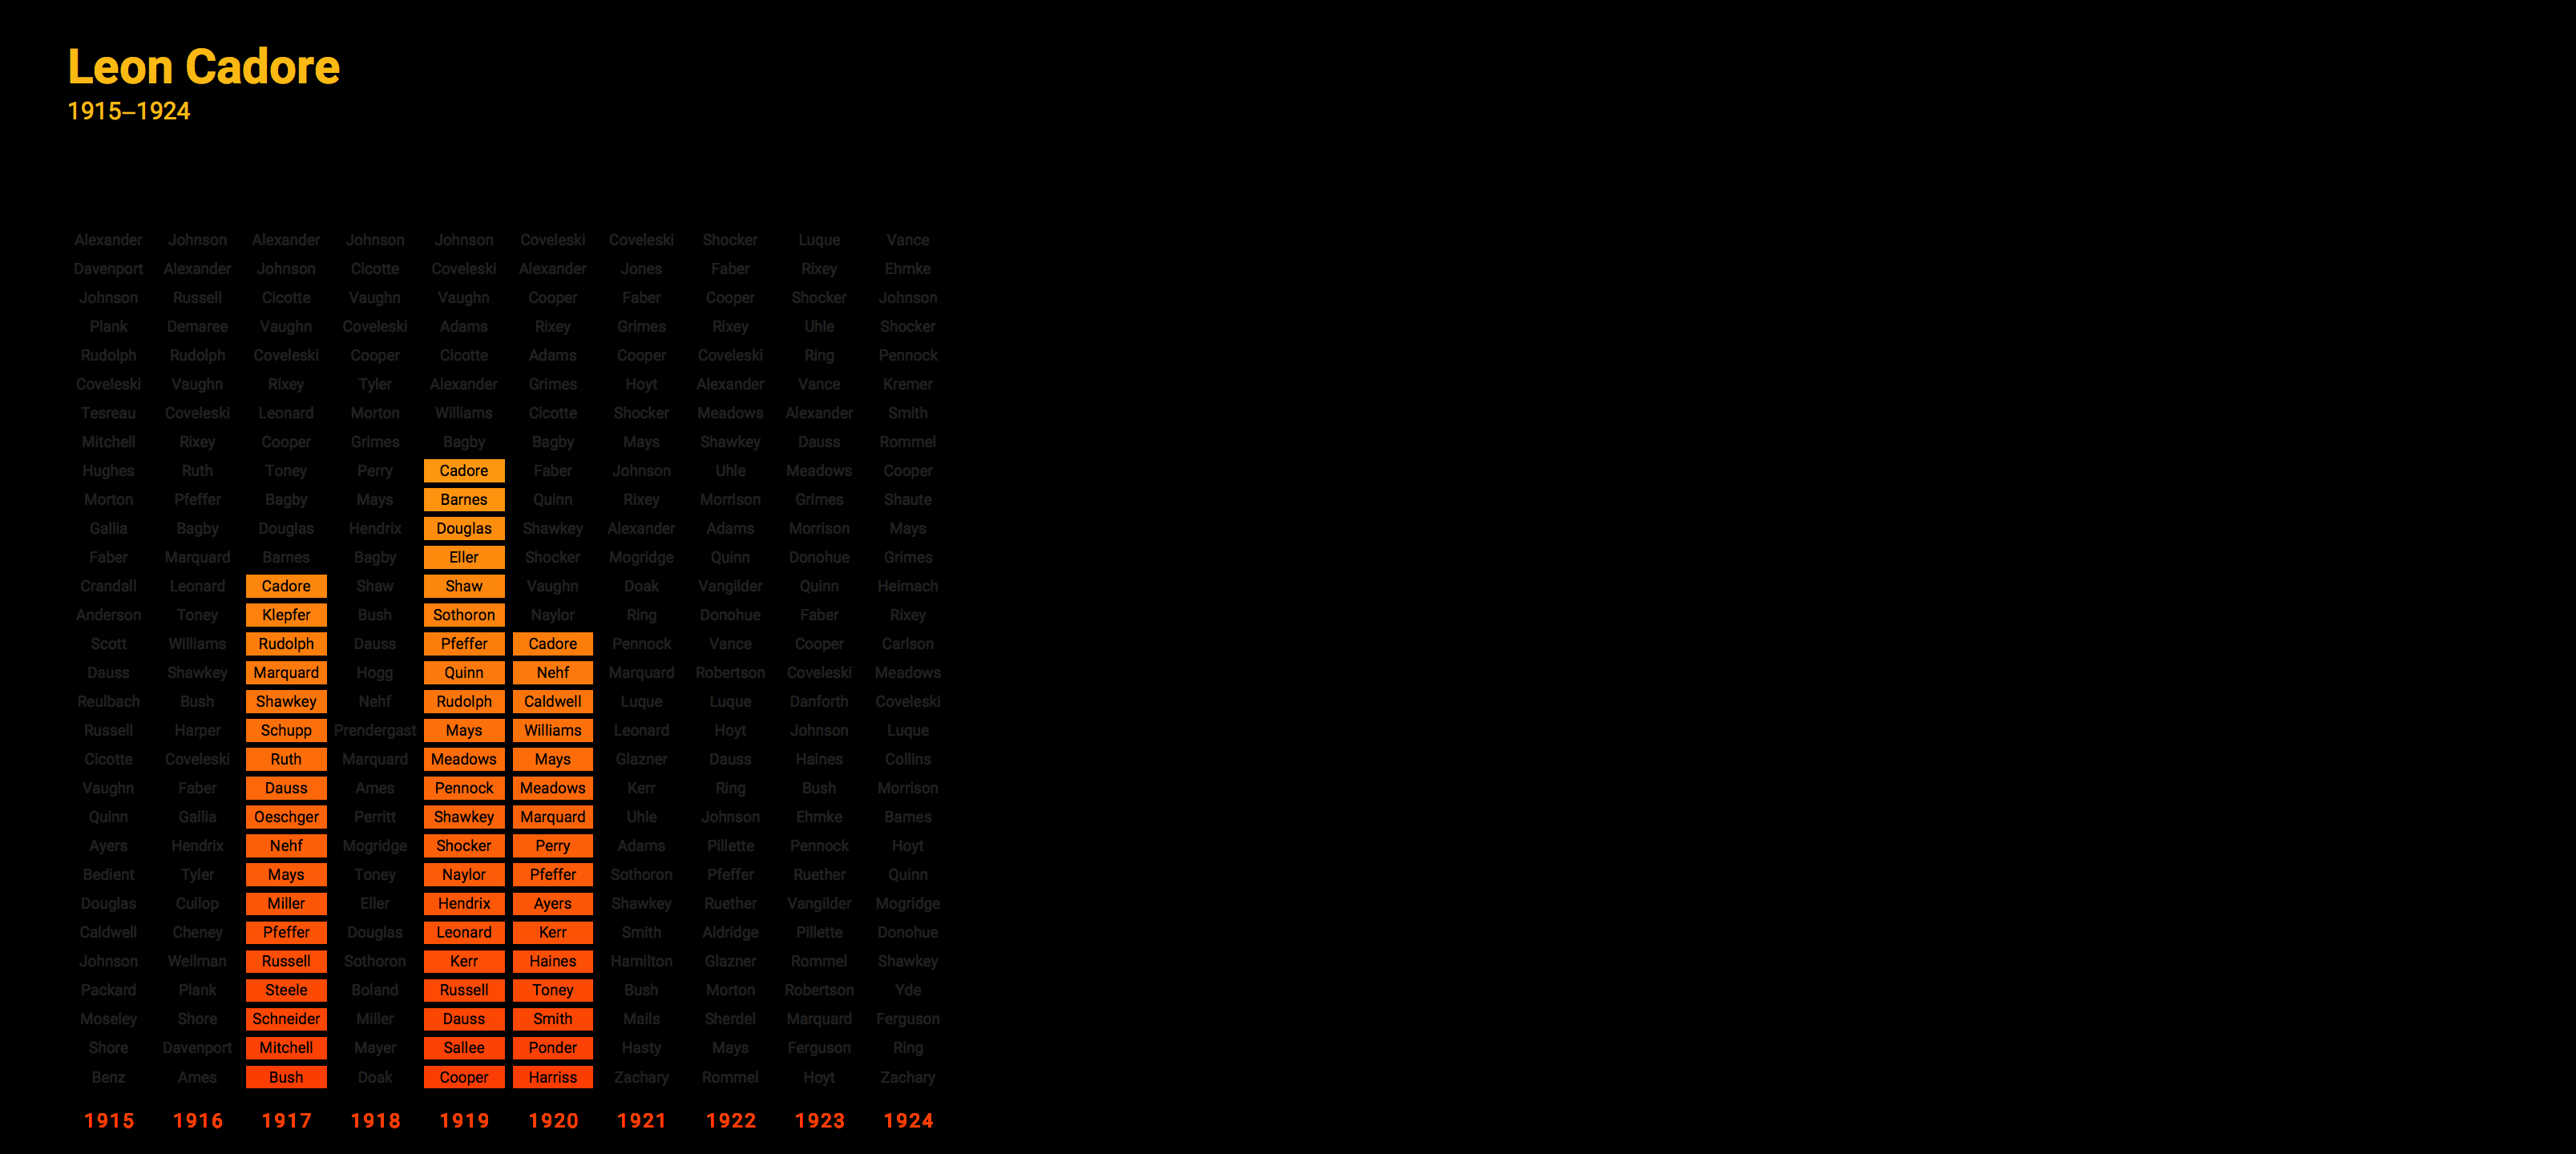 Leon Cadore
1915–1924
Alexander Johnson Alexander Johnson Johnson Coveleski Coveleski Shocker Luque Vance
Davenport Alexander Johnson Cicotte Coveleski Alexander Jones Faber Rixey Ehmke
Johnson Russell Cicotte Vaughn Vaughn Cooper Faber Cooper Shocker Johnson
Plank Demaree Vaughn Coveleski Adams Rixey Grimes Rixey Uhle Shocker
Rudolph Rudolph Coveleski Cooper Cicotte Adams Cooper Coveleski Ring Pennock
Coveleski Vaughn Rixey Tyler Alexander Grimes Hoyt Alexander Vance Kremer
Tesreau Coveleski Leonard Morton Williams Cicotte Shocker Meadows Alexander Smith
Mitchell Rixey Cooper Grimes Bagby Bagby Mays Shawkey Dauss Rommel
Hughes Ruth Toney Perry Cadore Faber Johnson Uhle Meadows Cooper
Morton Pfeffer Bagby Mays Barnes Quinn Rixey Morrison Grimes Shaute
Gallia Bagby Douglas Hendrix Douglas Shawkey Alexander Adams Morrison Mays
Faber Marquard Barnes Bagby Eller Shocker Mogridge Quinn Donohue Grimes
Crandall Leonard Cadore Shaw Shaw Vaughn Doak Vangilder Quinn Heimach
Anderson Toney Klepfer Bush Sothoron Naylor Ring Donohue Faber Rixey
Scott Williams Rudolph Dauss Pfeffer Cadore Pennock Vance Cooper Carlson
Dauss Shawkey Marquard Hogg Quinn Nehf Marquard Robertson Coveleski Meadows
Reulbach Bush Shawkey Nehf Rudolph Caldwell Luque Luque Danforth Coveleski
Russell Harper Schupp Prendergast Mays Williams Leonard Hoyt Johnson Luque
Cicotte Coveleski Ruth Marquard Meadows Mays Glazner Dauss Haines Collins
Vaughn Faber Dauss Ames Pennock Meadows Kerr Ring Bush Morrison
Quinn Gallia Oeschger Perritt Shawkey Marquard Uhle Johnson Ehmke Barnes
Ayers Hendrix Nehf Mogridge Shocker Perry Adams Pillette Pennock Hoyt
Bedient Tyler Mays Toney Naylor Pfeffer Sothoron Pfeffer Ruether Quinn
Douglas Cullop Miller Eller Hendrix Ayers Shawkey Ruether Vangilder Mogridge
Caldwell Cheney Pfeffer Douglas Leonard Kerr Smith Aldridge Pillette Donohue
Johnson Weilman Russell Sothoron Kerr Haines Hamilton Glazner Rommel Shawkey
Packard Plank Steele Boland Russell Toney Bush Morton Robertson Yde
Moseley Shore Schneider Miller Dauss Smith Mails Sherdel Marquard Ferguson
Shore Davenport Mitchell Mayer Sallee Ponder Hasty Mays Ferguson Ring
Benz Ames Bush Doak Cooper Harriss Zachary Rommel Hoyt Zachary
1915 1916 1917 1918 1919 1920 1921 1922 1923 1924